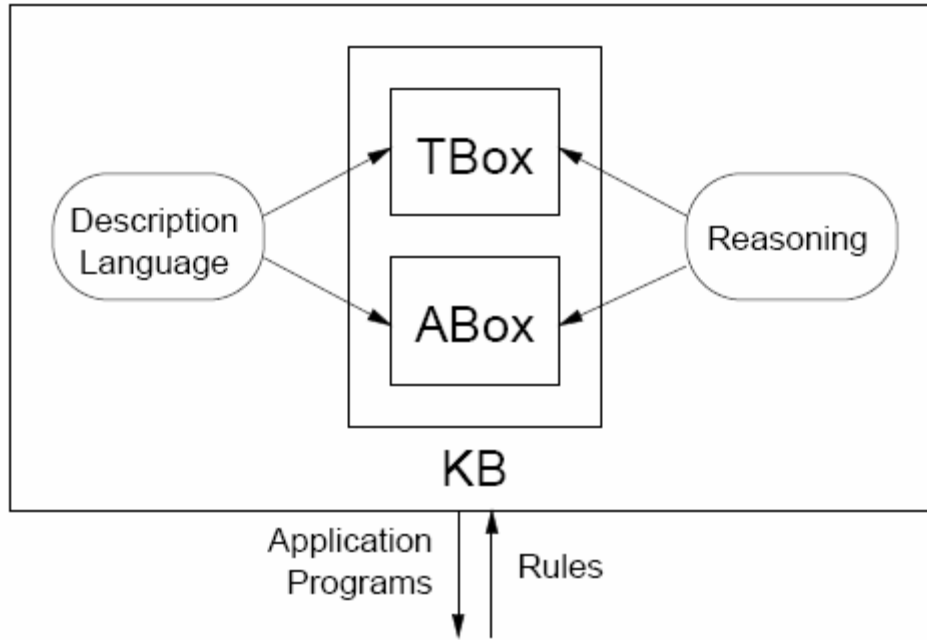 TBox
Description
Language
Reasoning
ABox
KB
Application
Programs
Rules